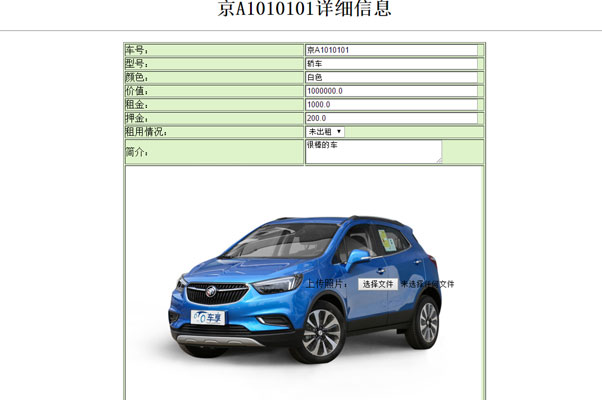 京A1010101详细信息
车号： 京A1010101
型号： 轿车
颜色： 白色
价值： 1000000.0
租金： 1000.0
押金： 200.0
租用情况： 未出租
简介： 很棒的车
上传照片： 选择文件 未选择任何文件
车享